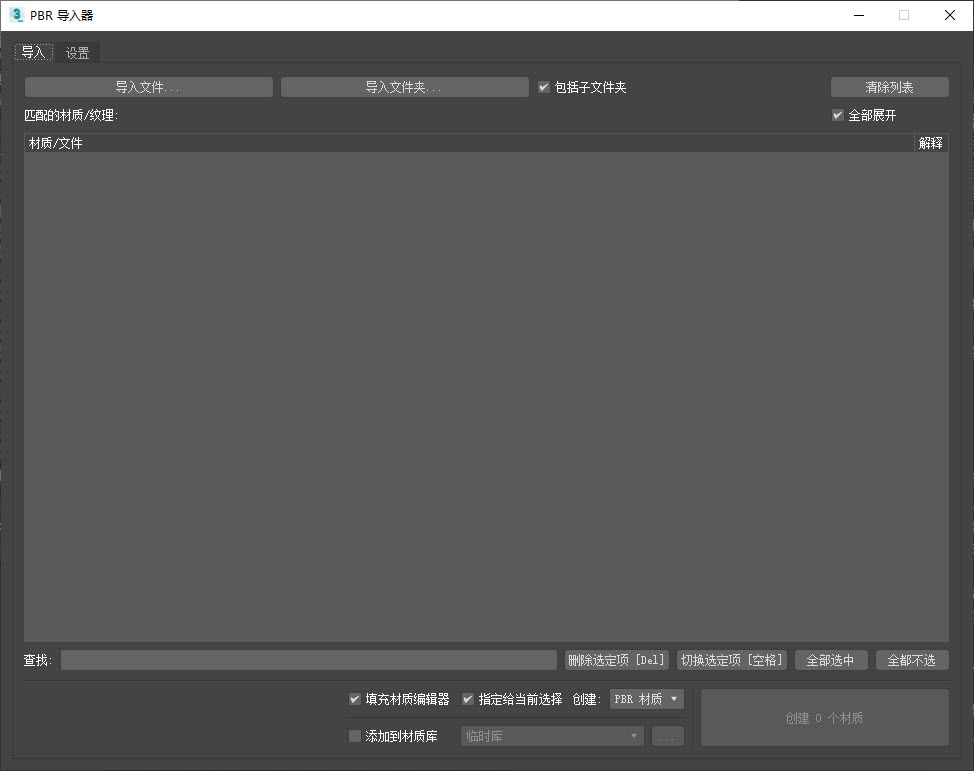 PBR 导入器
导入 设置
导入文件... 导入文件夹... 包括子文件夹 清除列表
匹配的材质/纹理: 全部展开
材质/文件 解释
查找: 删除选定项 [Del] 切换选定项 [空格] 全部选中 全都不选
填充材质编辑器 指定给当前选择 创建: PBR 材质 创建 0 个材质
添加到材质库 临时库 ...